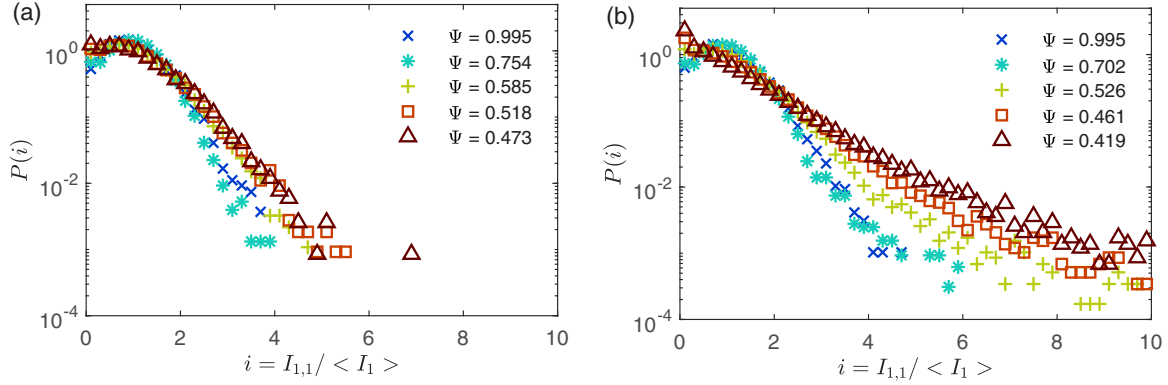 (a)
Ψ = 0.995
Ψ = 0.754
Ψ = 0.585
Ψ = 0.518
Ψ = 0.473
P(i)
10^0
10^-2
10^-4
0 2 4 6 8 10
i = I_{1,1}/ < I_1 >
(b)
Ψ = 0.995
Ψ = 0.702
Ψ = 0.526
Ψ = 0.461
Ψ = 0.419
P(i)
10^0
10^-2
10^-4
0 2 4 6 8 10
i = I_{1,1}/ < I_1 >